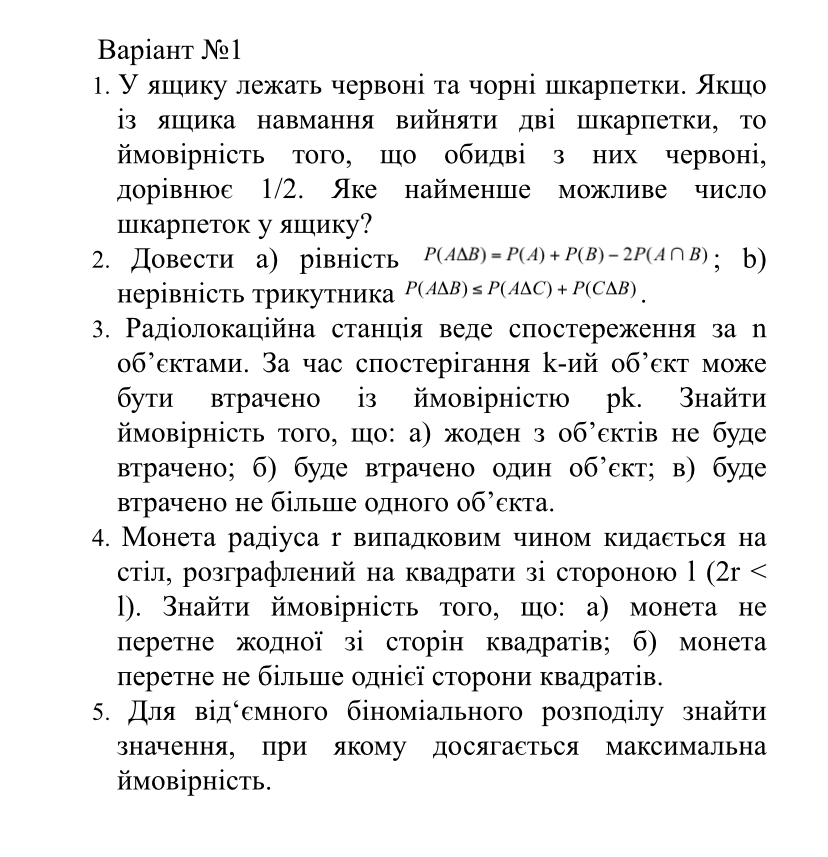 Варіант №1
1. У ящику лежать червоні та чорні шкарпетки. Якщо
із ящика навмання вийняти дві шкарпетки, то
ймовірність того, що обидві з них червоні,
дорівнює 1/2. Яке найменше можливе число
шкарпеток у ящику?
2. Довести а) рівність P(AΔB) = P(A) + P(B) − 2P(A ∩ B) ; b)
нерівність трикутника P(AΔB) ≤ P(AΔC) + P(CΔB) .
3. Радіолокаційна станція веде спостереження за n
об’єктами. За час спостерігання k-ий об’єкт може
бути втрачено із ймовірністю pk. Знайти
ймовірність того, що: а) жоден з об’єктів не буде
втрачено; б) буде втрачено один об’єкт; в) буде
втрачено не більше одного об’єкта.
4. Монета радіуса r випадковим чином кидається на
стіл, розграфлений на квадрати зі стороною l (2r <
l). Знайти ймовірність того, що: а) монета не
перетне жодної зі сторін квадратів; б) монета
перетне не більше однієї сторони квадратів.
5. Для від‘ємного біноміального розподілу знайти
значення, при якому досягається максимальна
ймовірність.